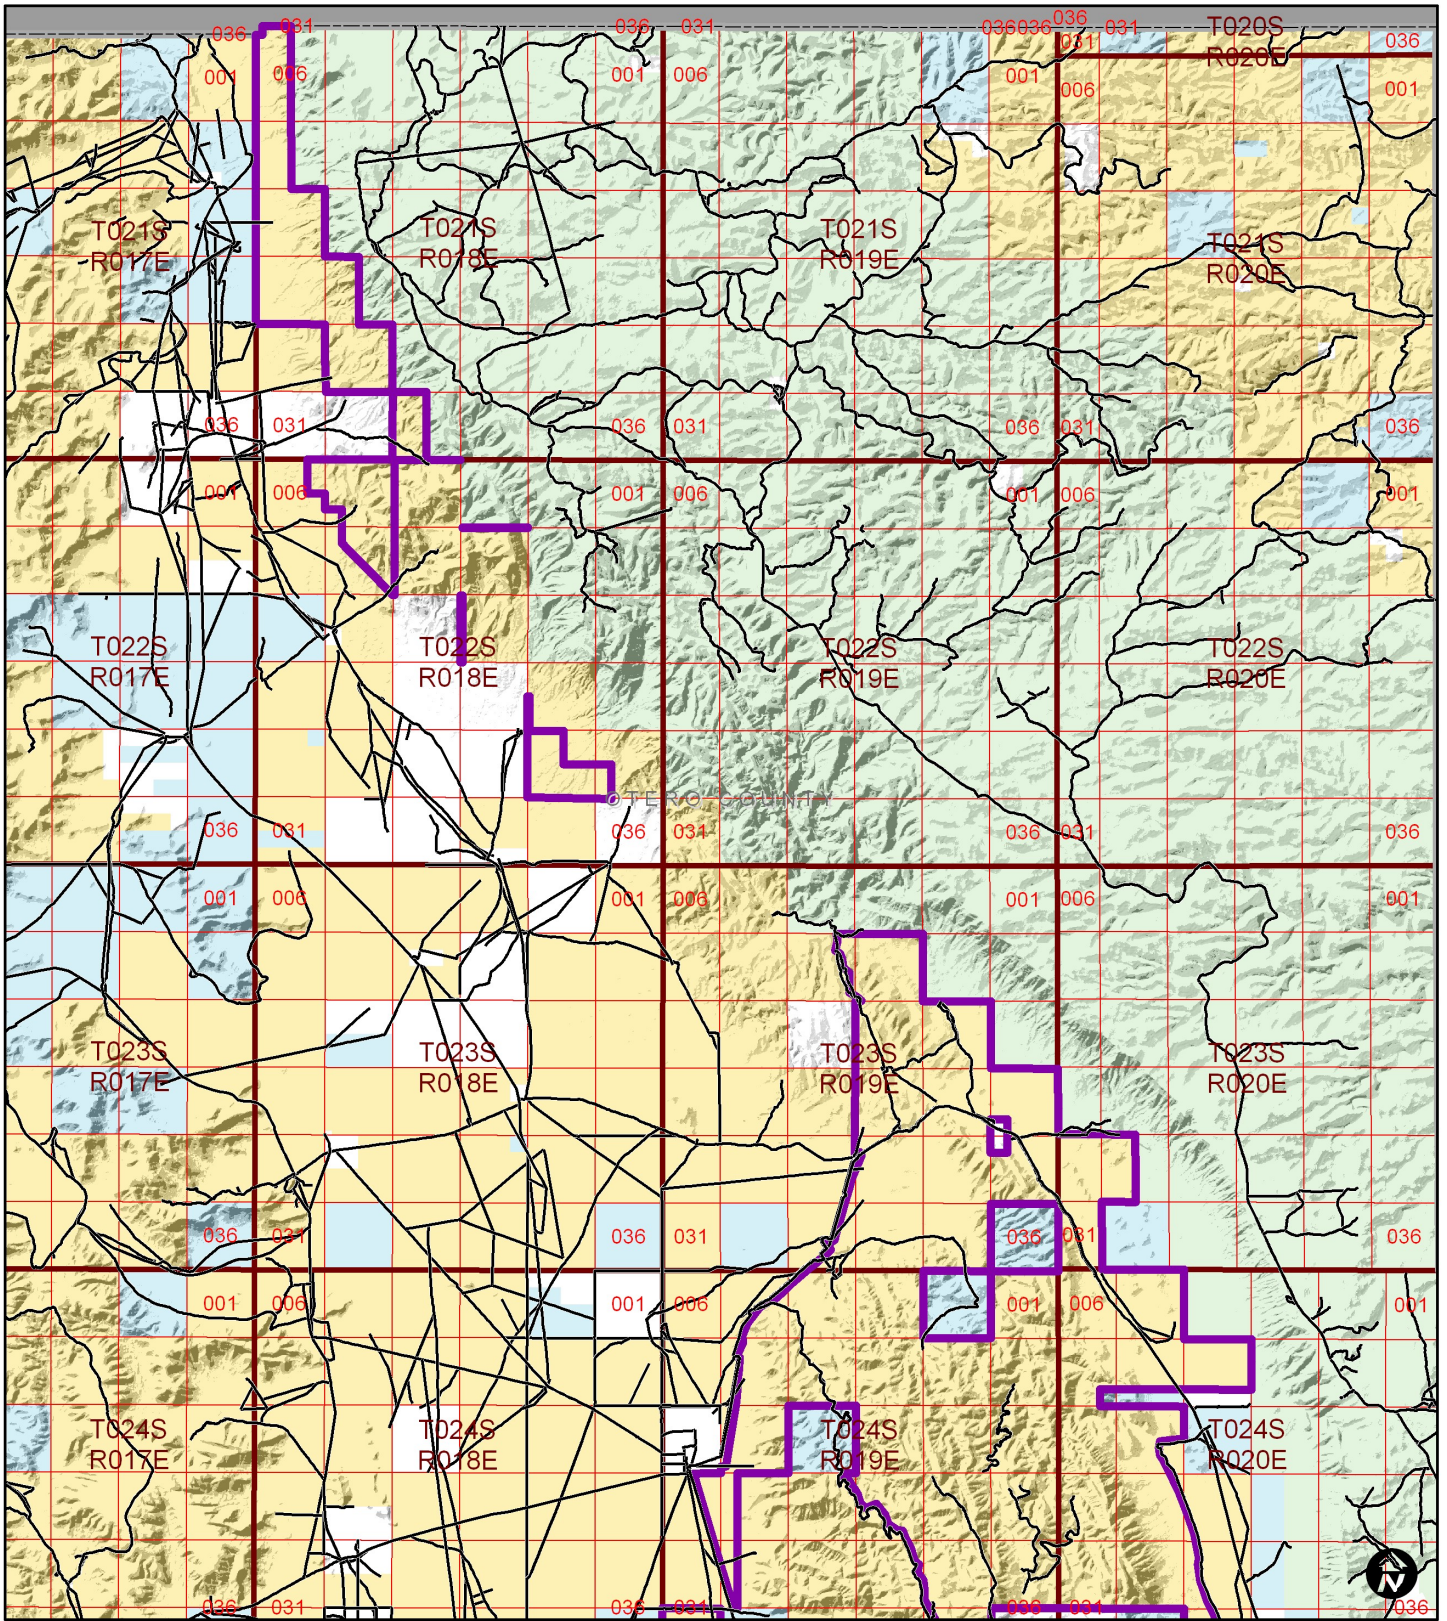 036 031 036 031 036 036 036 031 031 T020S 036
R020E
001 006 001 006 001 006 001
T021S T021S T021S T021S
R017E R018E R019E R020E
036 031 036 031 036 031 036
001 006 001 006 001 006 001
T022S T022S T022S T022S
R017E R018E R019E R020E
OTERO COUNTY
036 031 036 031 036 031 036
001 006 001 006 001 006 001
T023S T023S T023S T023S
R017E R018E R019E R020E
036 031 036 031 036 031 036
001 006 001 006 001 006 001
T024S T024S T024S T024S
R017E R018E R019E R020E
N
036 031 036 031 036 031 036